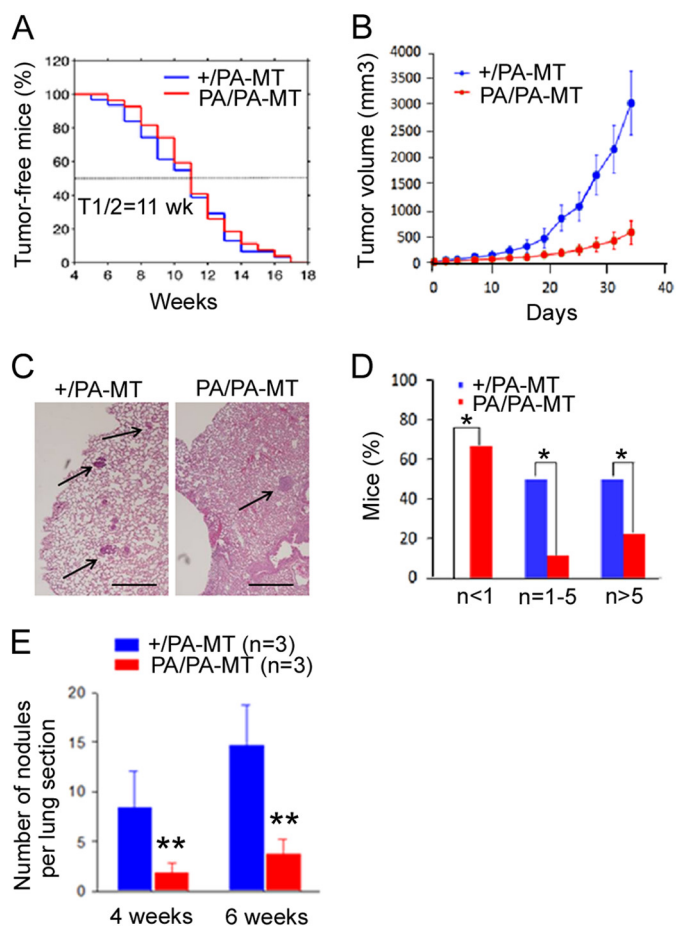 A
Tumor-free mice (%)
120
100
80
60
40
20
0
+/PA-MT
PA/PA-MT
T1/2=11 wk
4 6 8 10 12 14 16 18
Weeks
B
Tumor volume (mm3)
4000
3500
3000
2500
2000
1500
1000
500
0
+/PA-MT
PA/PA-MT
0 10 20 30 40
Days
C
+/PA-MT PA/PA-MT
D
Mice (%)
100
80
60
40
20
0
+/PA-MT
PA/PA-MT
* * *
n<1 n=1-5 n>5
E
+/PA-MT (n=3)
PA/PA-MT (n=3)
Number of nodules
per lung section
20
15
10
5
0
** **
4 weeks 6 weeks